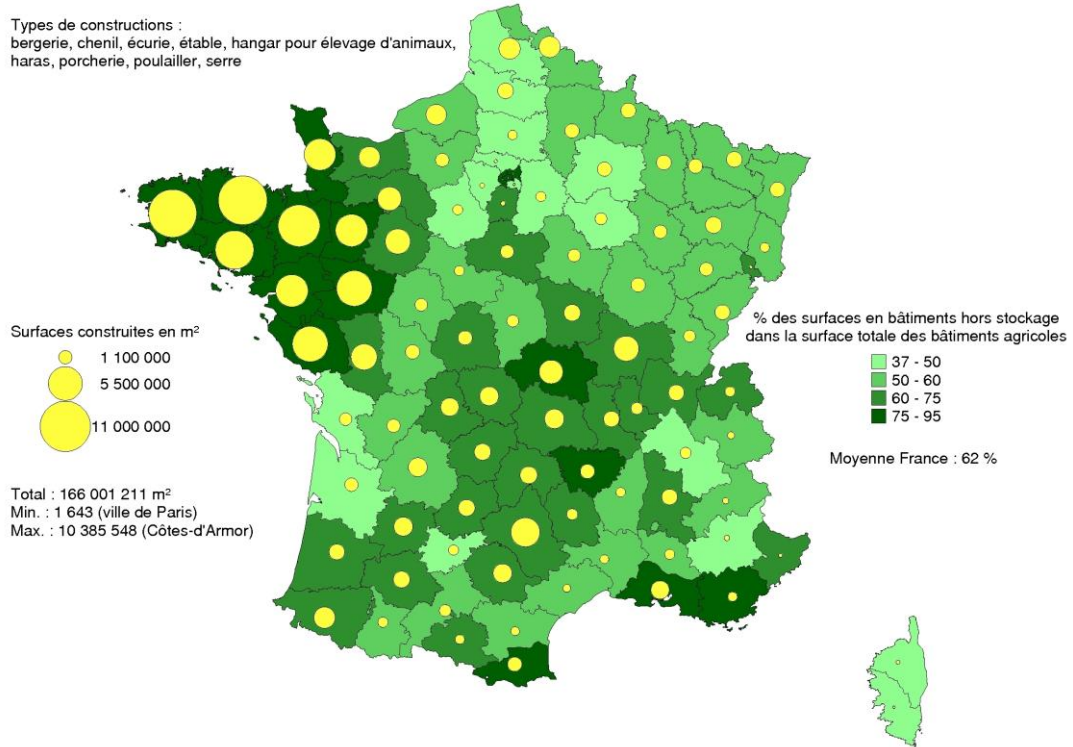 Types de constructions :
bergerie, chenil, écurie, étable, hangar pour élevage d'animaux,
haras, porcherie, poulailler, serre
Surfaces construites en m²
1 100 000
5 500 000
11 000 000
Total : 166 001 211 m²
Min. : 1 643 (ville de Paris)
Max. : 10 385 548 (Côtes-d'Armor)
% des surfaces en bâtiments hors stockage
dans la surface totale des bâtiments agricoles
37 - 50
50 - 60
60 - 75
75 - 95
Moyenne France : 62 %